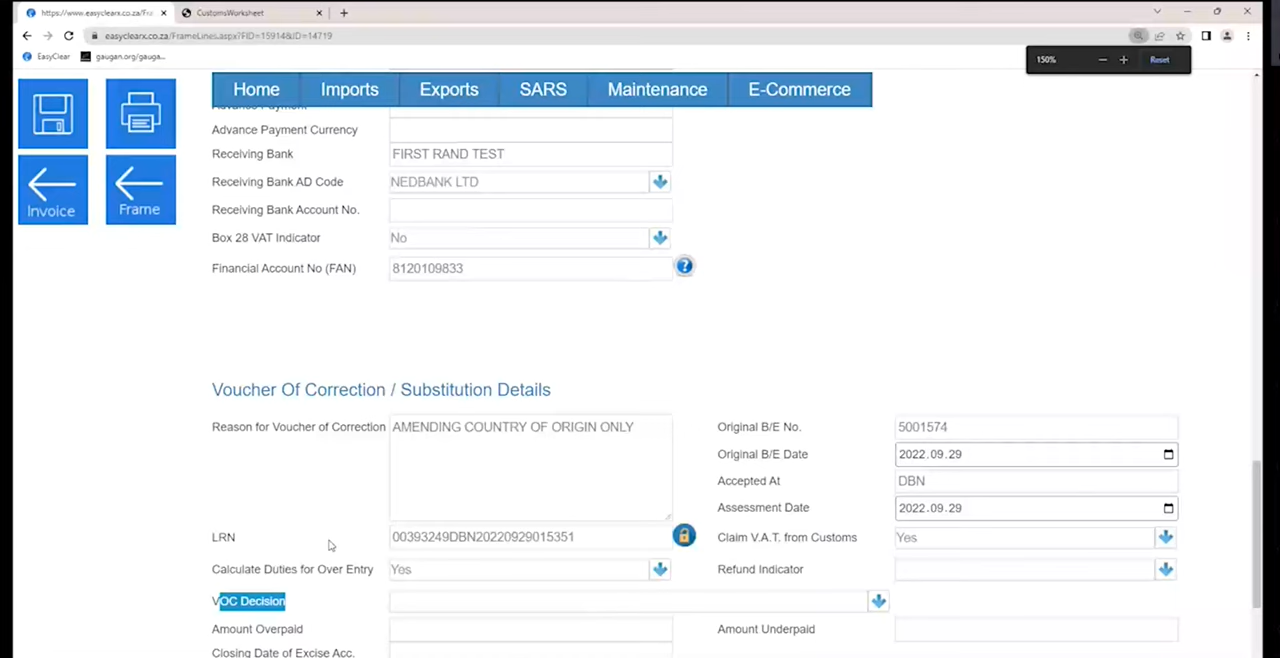 https://www.easyclearx.co.za/Fra
CustomsWorksheet
easyclearx.co.za/FrameLines.aspx?FID=15914&ID=14719
EasyClear
gaugan.org/gauga...
150%
Reset
Home
Imports
Exports
SARS
Maintenance
E-Commerce
Invoice
Frame
Advance Payment
Advance Payment Currency
Receiving Bank
FIRST RAND TEST
Receiving Bank AD Code
NEDBANK LTD
Receiving Bank Account No.
Box 28 VAT Indicator
No
Financial Account No (FAN)
8120109833
Voucher Of Correction / Substitution Details
Reason for Voucher of Correction
AMENDING COUNTRY OF ORIGIN ONLY
Original B/E No.
5001574
Original B/E Date
2022.09.29
Accepted At
DBN
Assessment Date
2022.09.29
LRN
00393249DBN20220929015351
Claim V.A.T. from Customs
Yes
Calculate Duties for Over Entry
Yes
Refund Indicator
VOC Decision
Amount Overpaid
Amount Underpaid
Closing Date of Excise Acc.